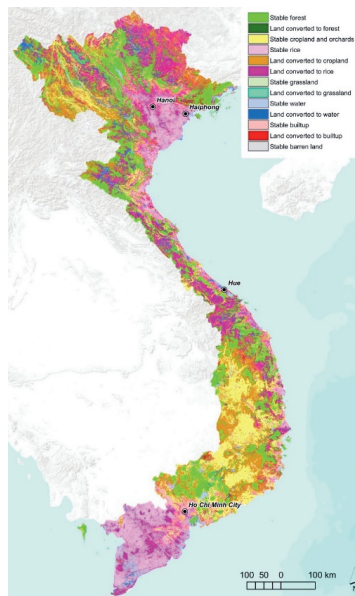 Stable forest
Land converted to forest
Stable cropland and orchards
Stable rice
Land converted to cropland
Land converted to rice
Stable grassland
Land converted to grassland
Stable water
Land converted to water
Stable builtup
Land converted to builtup
Stable barren land
Hanoi
Haiphong
Hue
Ho Chi Minh City
100 50 0 100 km